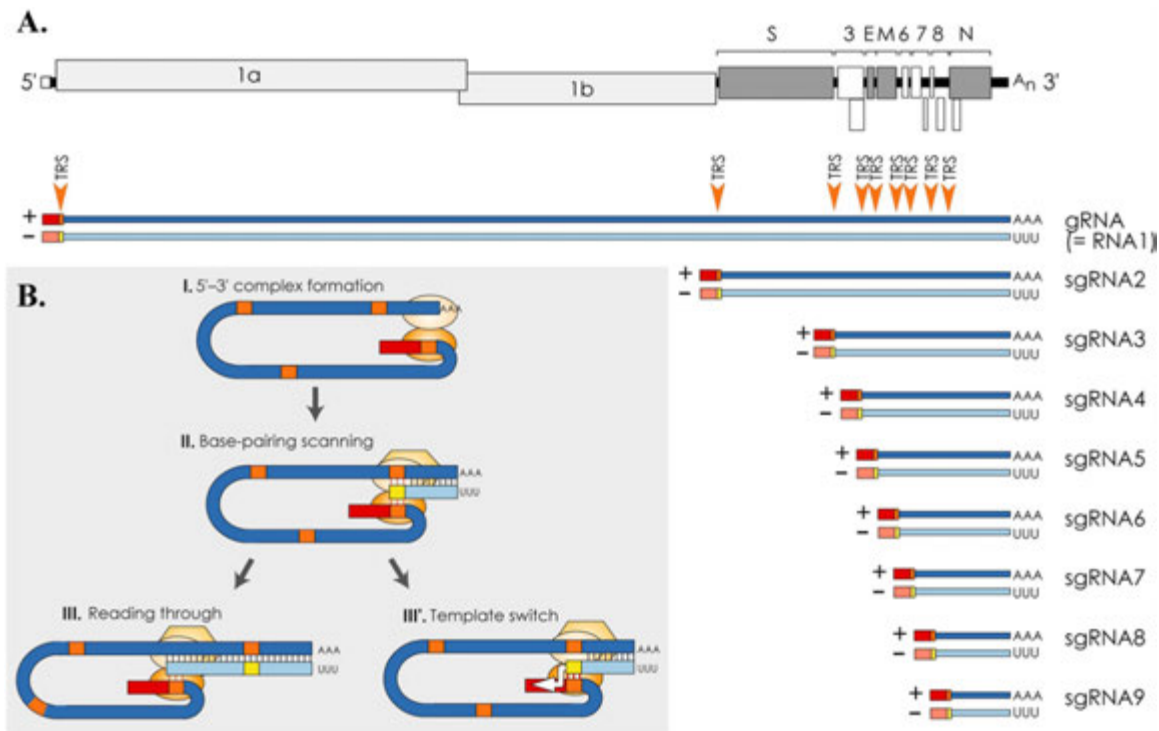 A.
S 3 E M 6 7 8 N
5' 1a 1b An 3'
TRS TRS TRS TRS TRS TRS TRS TRS TRS
+ AAA gRNA
− UUU (= RNA1)
+ AAA sgRNA2
− UUU
+ AAA sgRNA3
− UUU
+ AAA sgRNA4
− UUU
+ AAA sgRNA5
− UUU
+ AAA sgRNA6
− UUU
+ AAA sgRNA7
− UUU
+ AAA sgRNA8
− UUU
+ AAA sgRNA9
− UUU
B.
I. 5'–3' complex formation
AAA
II. Base-pairing scanning
AAA
UUU
III. Reading through
AAA
UUU
III'. Template switch
AAA
UUU